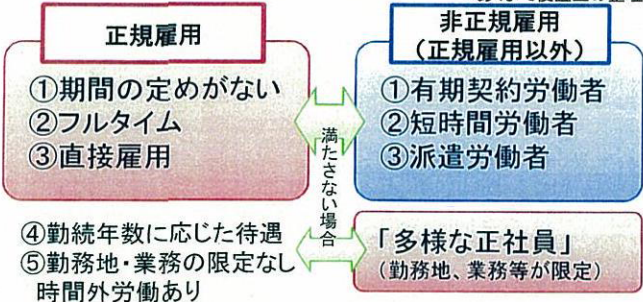 正規雇用
①期間の定めがない
②フルタイム
③直接雇用
満たさない場合
非正規雇用
(正規雇用以外)
①有期契約労働者
②短時間労働者
③派遣労働者
④勤続年数に応じた待遇
⑤勤務地・業務の限定なし
時間外労働あり
「多様な正社員」
(勤務地、業務等が限定)